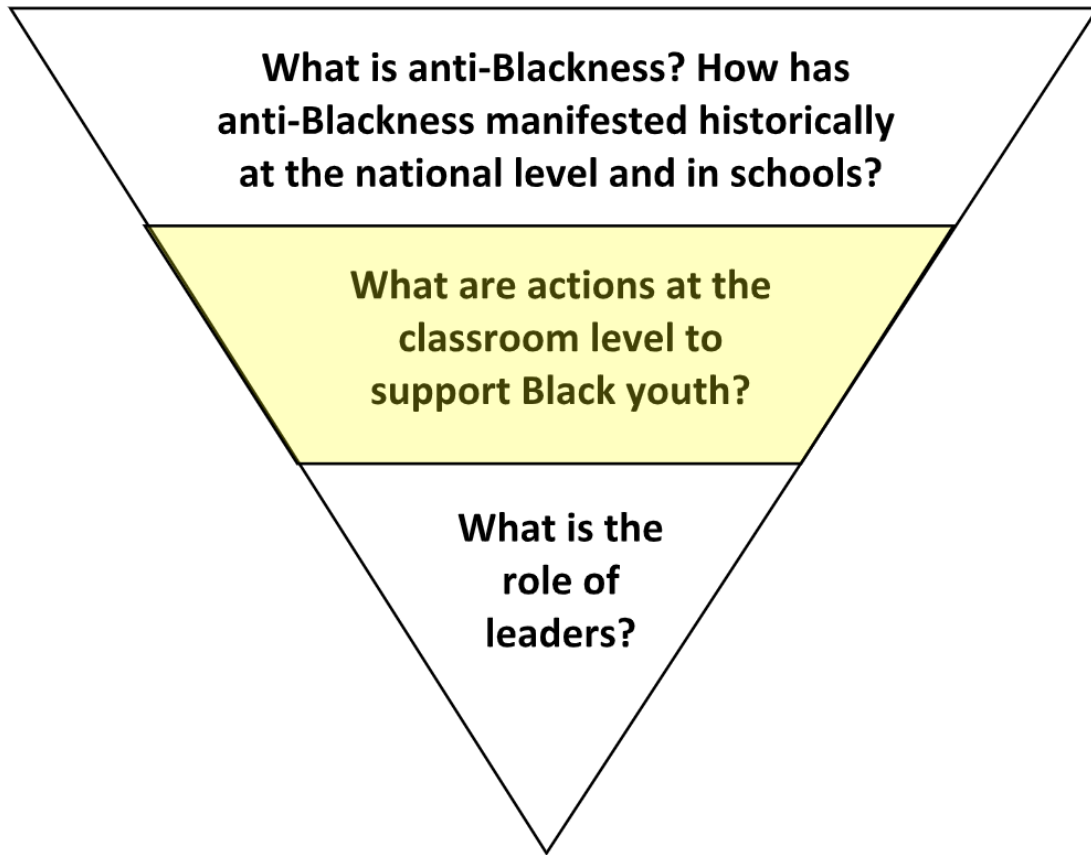 What is anti-Blackness? How has
anti-Blackness manifested historically
at the national level and in schools?
What are actions at the
classroom level to
support Black youth?
What is the
role of
leaders?